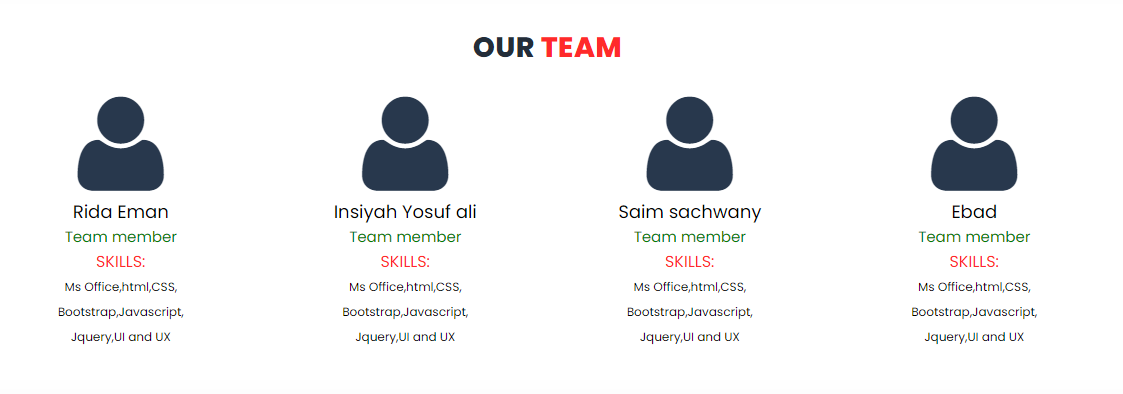 OUR TEAM
Rida Eman
Team member
SKILLS:
Ms Office,html,CSS,
Bootstrap,Javascript,
Jquery,UI and UX
Insiyah Yosuf ali
Team member
SKILLS:
Ms Office,html,CSS,
Bootstrap,Javascript,
Jquery,UI and UX
Saim sachwany
Team member
SKILLS:
Ms Office,html,CSS,
Bootstrap,Javascript,
Jquery,UI and UX
Ebad
Team member
SKILLS:
Ms Office,html,CSS,
Bootstrap,Javascript,
Jquery,UI and UX